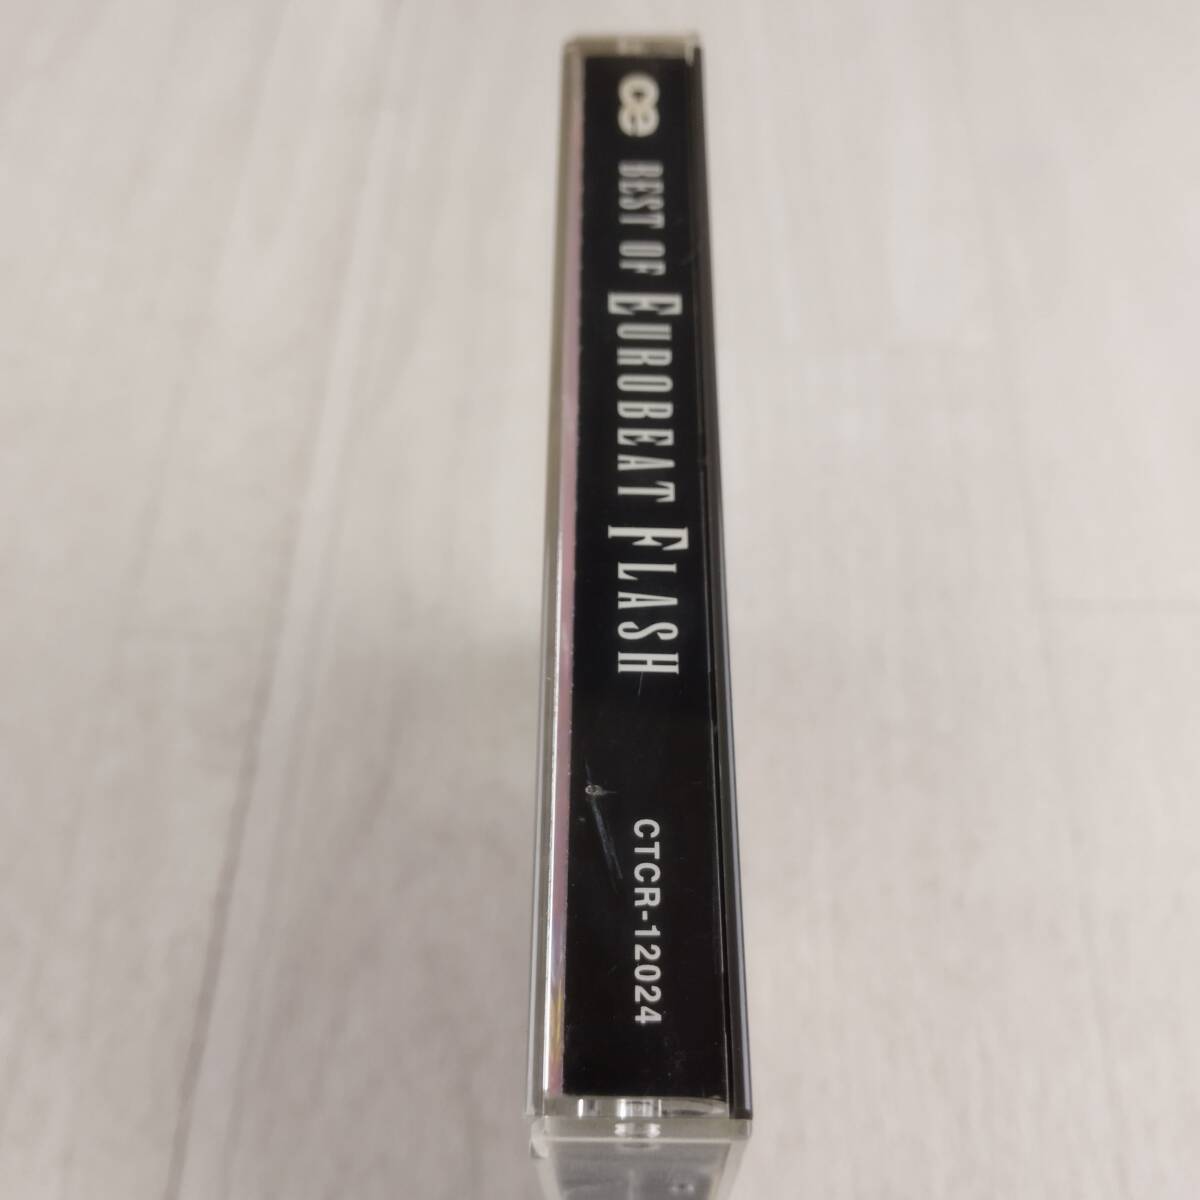 BEST OF EUROBEAT FLASH
CTCR-12024